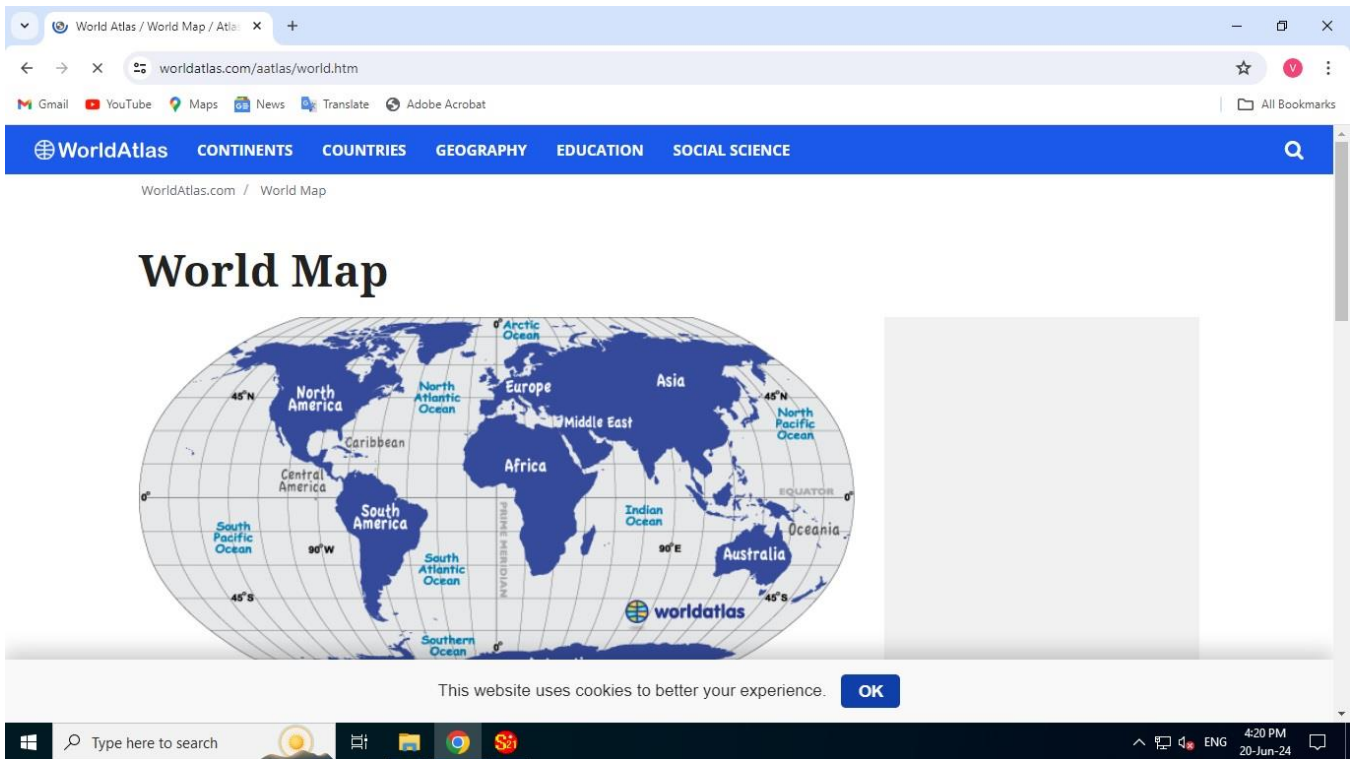 World Atlas / World Map / Atla
worldatlas.com/aatlas/world.htm
V
Gmail YouTube Maps News Translate Adobe Acrobat All Bookmarks
WorldAtlas CONTINENTS COUNTRIES GEOGRAPHY EDUCATION SOCIAL SCIENCE
WorldAtlas.com / World Map
World Map
0° Arctic
Ocean
North
America
45°N
North
Atlantic
Ocean
Europe
Asia
45°N
North
Pacific
Ocean
Middle East
Caribbean
Africa
Central
America
0°
EQUATOR 0°
South
America
PRIME MERIDIAN
Indian
Ocean
Oceania
South
Pacific
Ocean
90°W
90°E
Australia
South
Atlantic
Ocean
45°S
worldatlas
45°S
Southern
Ocean
0°
This website uses cookies to better your experience. OK
Type here to search
S21
ENG
4:20 PM
20-Jun-24